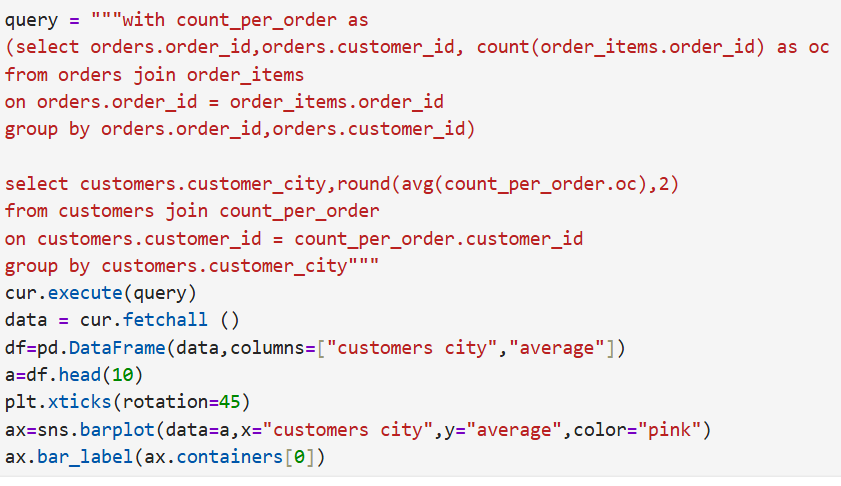 query = """with count_per_order as
(select orders.order_id,orders.customer_id, count(order_items.order_id) as oc
from orders join order_items
on orders.order_id = order_items.order_id
group by orders.order_id,orders.customer_id)

select customers.customer_city,round(avg(count_per_order.oc),2)
from customers join count_per_order
on customers.customer_id = count_per_order.customer_id
group by customers.customer_city"""
cur.execute(query)
data = cur.fetchall ()
df=pd.DataFrame(data,columns=["customers city","average"])
a=df.head(10)
plt.xticks(rotation=45)
ax=sns.barplot(data=a,x="customers city",y="average",color="pink")
ax.bar_label(ax.containers[0])